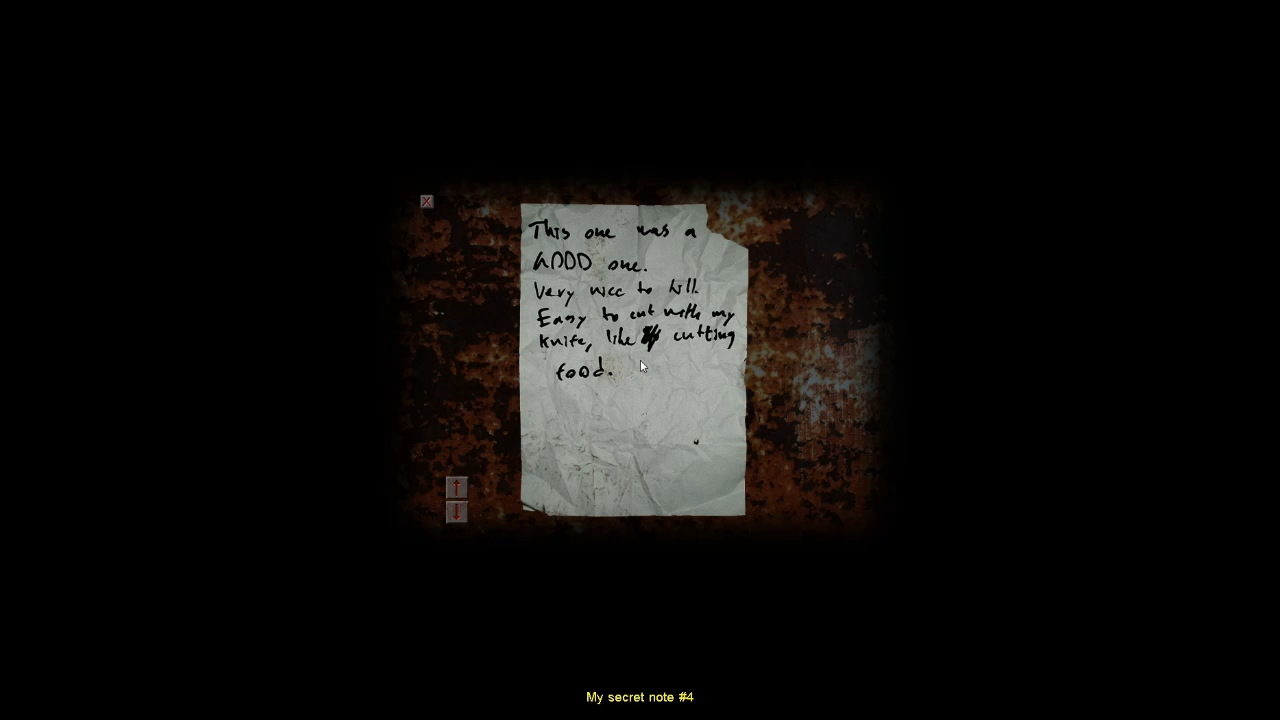 This one was a
GOOD one.
Very nice to kill.
Easy to cut with my
knife, like cutting
food.
My secret note #4